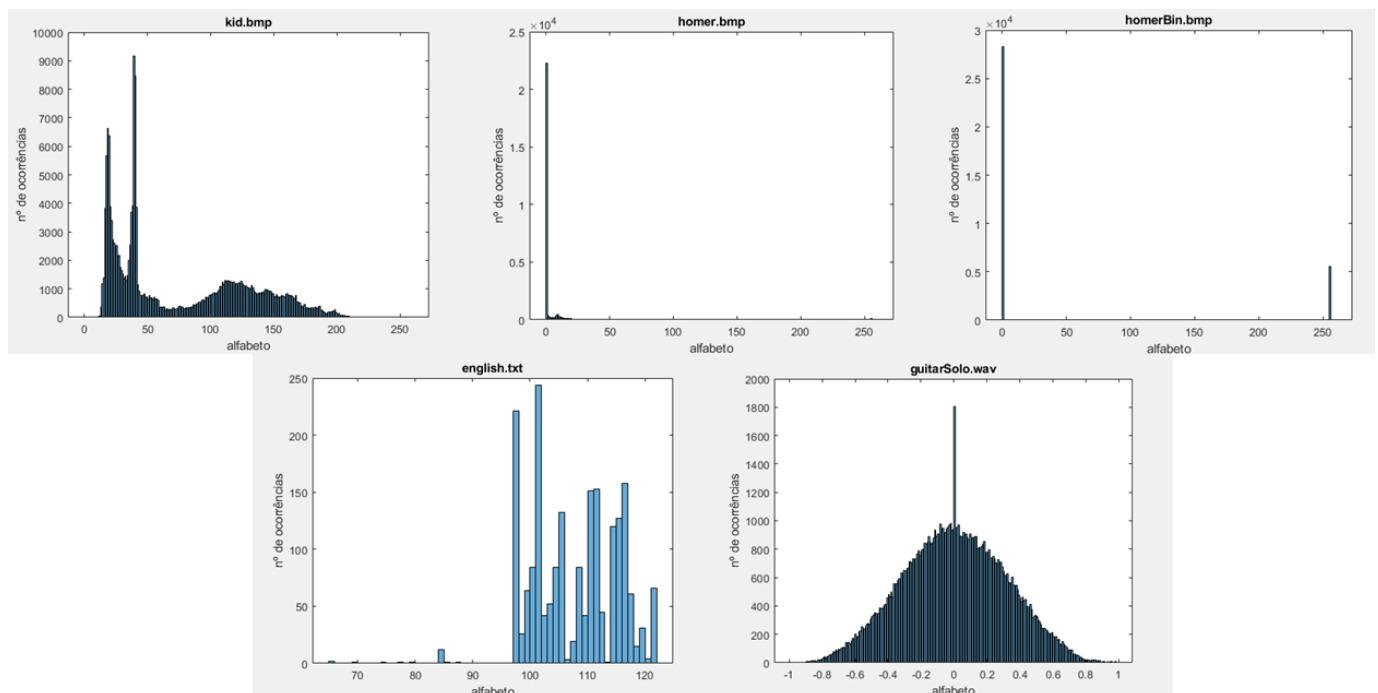 kid.bmp
10000
9000
8000
7000
6000
5000
4000
3000
2000
1000
0
nº de ocorrências
0 50 100 150 200 250
alfabeto
homer.bmp
×10⁴
2.5
2
1.5
1
0.5
0
nº de ocorrências
0 50 100 150 200 250
alfabeto
homerBin.bmp
×10⁴
3
2.5
2
1.5
1
0.5
0
nº de ocorrências
0 50 100 150 200 250
alfabeto
english.txt
250
200
150
100
50
0
nº de ocorrências
70 80 90 100 110 120
alfabeto
guitarSolo.wav
2000
1800
1600
1400
1200
1000
800
600
400
200
0
nº de ocorrências
-1 -0.8 -0.6 -0.4 -0.2 0 0.2 0.4 0.6 0.8 1
alfabeto